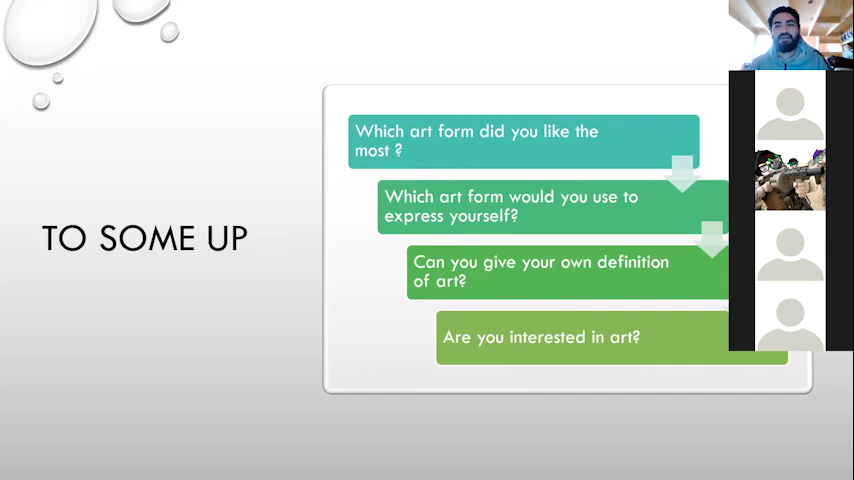 TO SOME UP
Which art form did you like the
most ?
Which art form would you use to
express yourself?
Can you give your own definition
of art?
Are you interested in art?